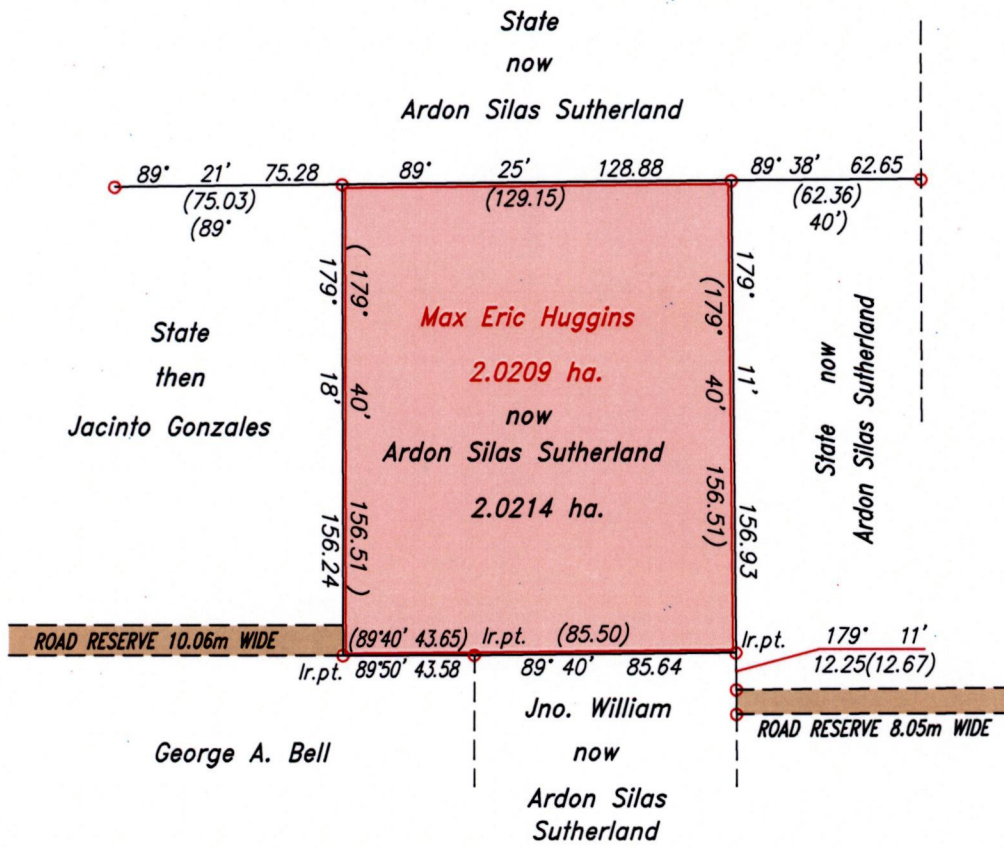 State
now
Ardon Silas Sutherland
89° 21' 75.28
(75.03)
(89°
89° 25' 128.88
(129.15)
89° 38' 62.65
(62.36)
40')
179° 18' 156.24
(179° 40' 156.51)
179° 11' 156.93
(179° 40' 156.51)
State
then
Jacinto Gonzales
Max Eric Huggins
2.0209 ha.
now
Ardon Silas Sutherland
2.0214 ha.
State now
Ardon Silas Sutherland
ROAD RESERVE 10.06m WIDE
(89°40' 43.65)
Ir.pt.
(85.50)
Ir.pt.
179° 11'
12.25(12.67)
Ir.pt.
89°50' 43.58
89° 40' 85.64
ROAD RESERVE 8.05m WIDE
George A. Bell
Jno. William
now
Ardon Silas
Sutherland